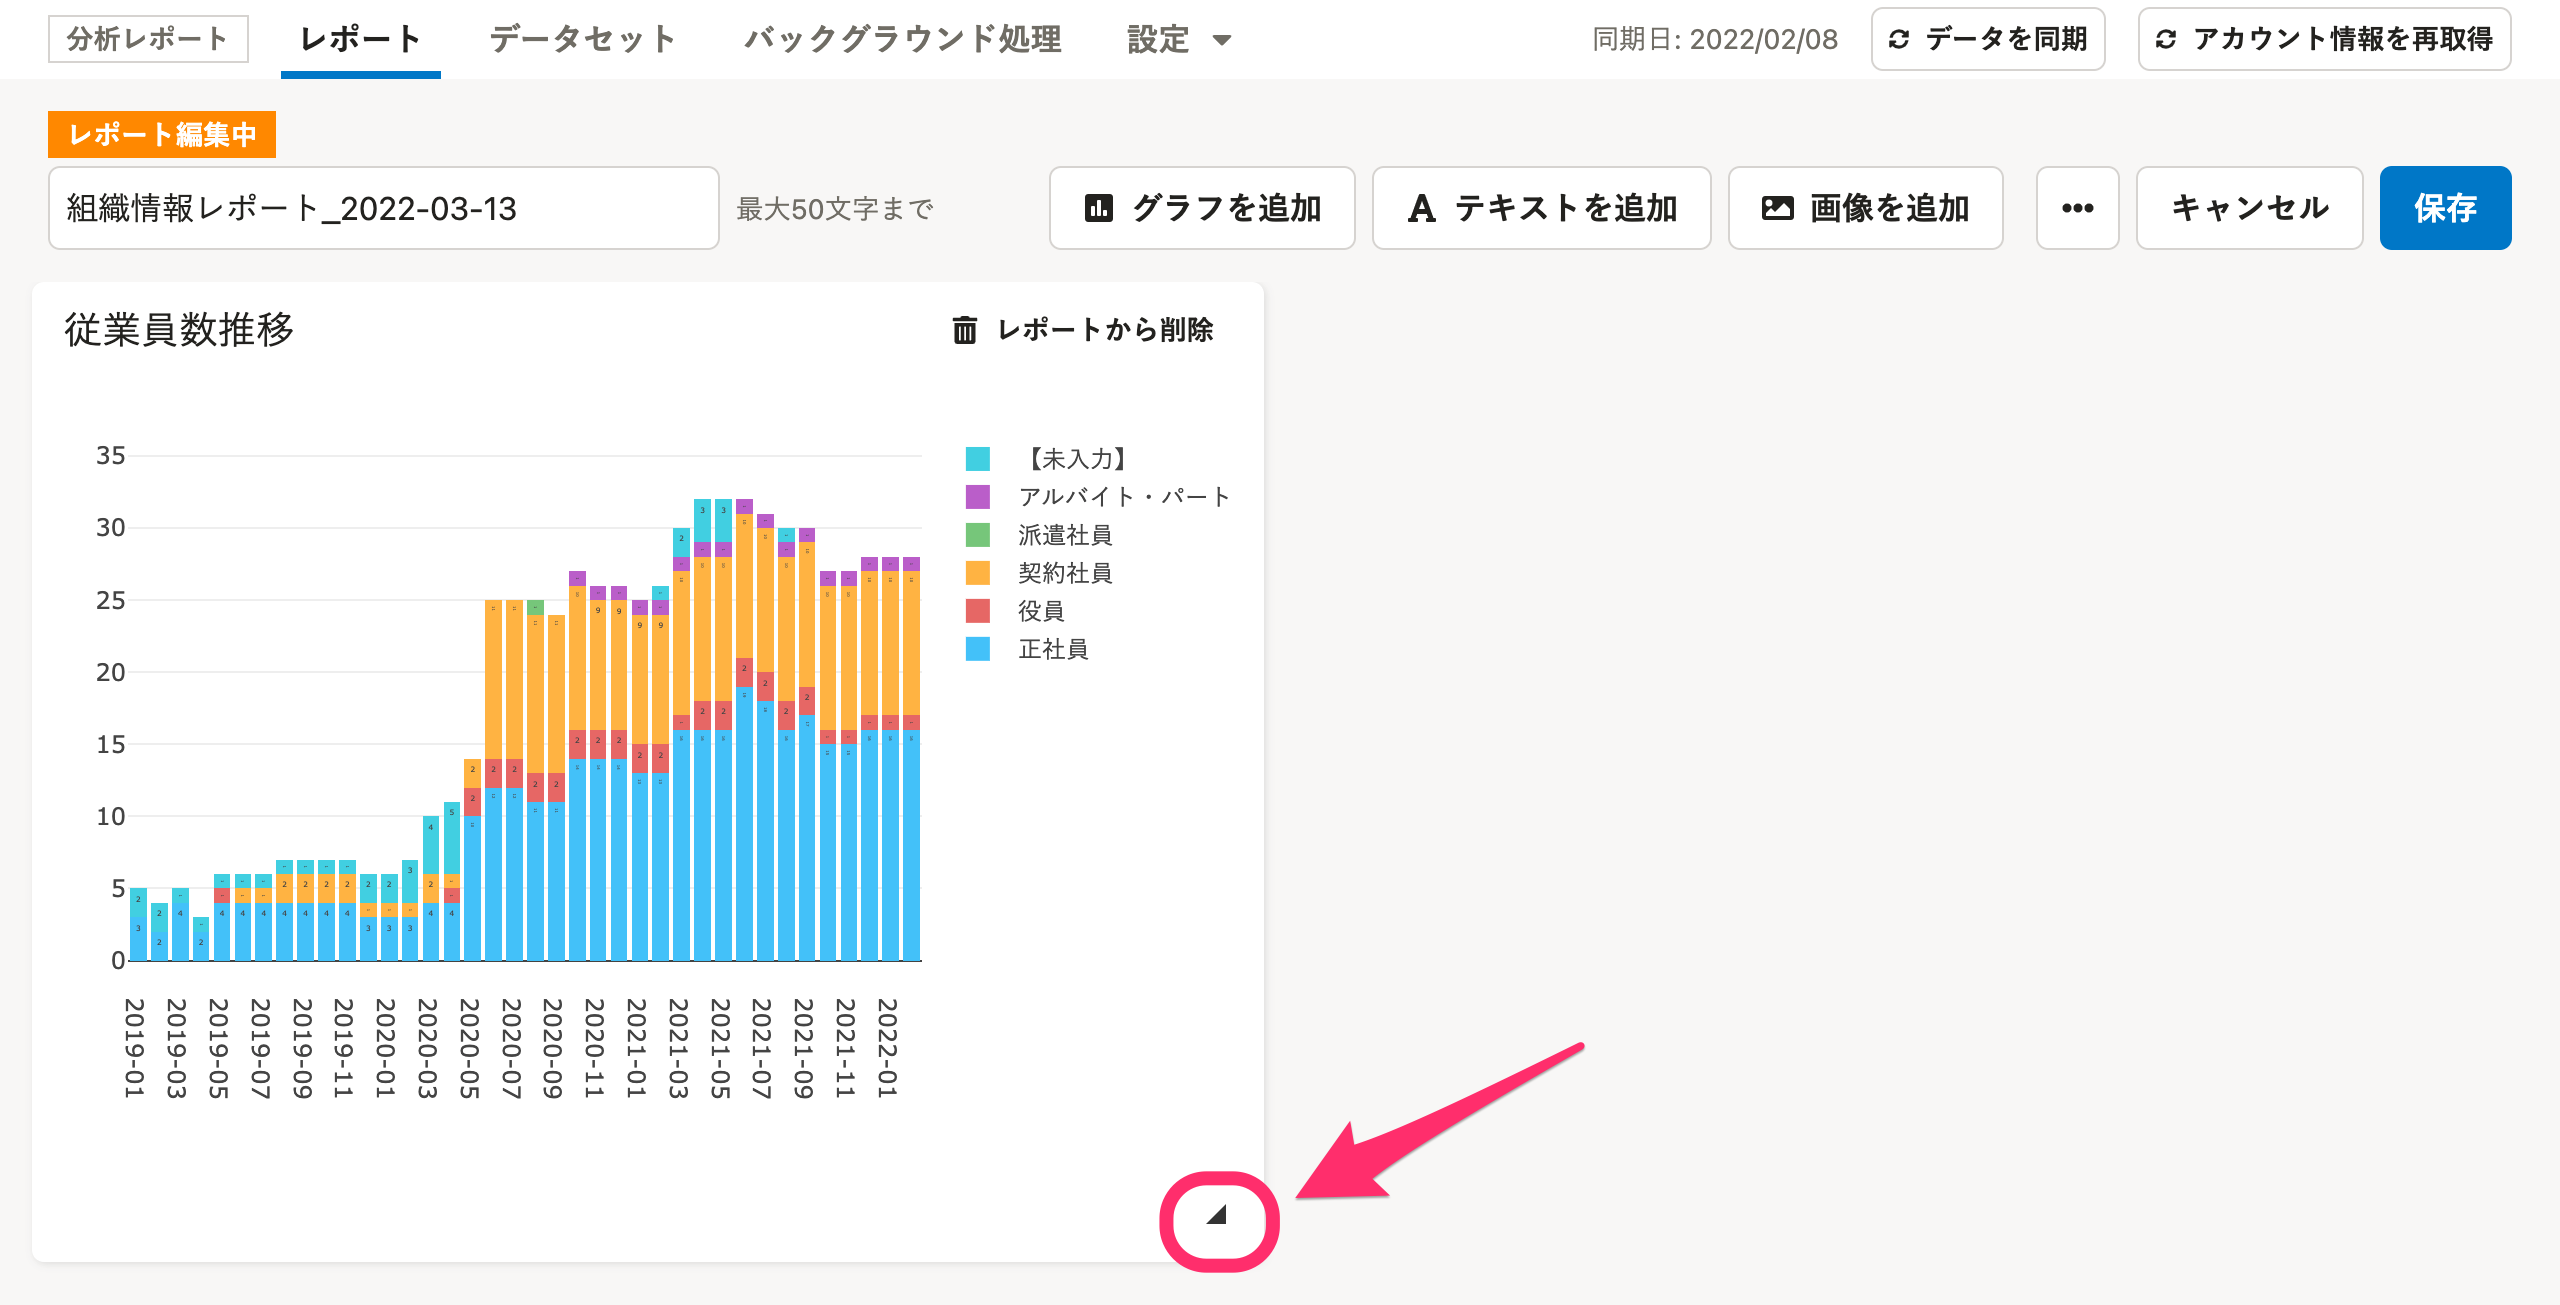 分析レポート レポート データセット バックグラウンド処理 設定 同期日: 2022/02/08 データを同期 アカウント情報を再取得
レポート編集中
組織情報レポート_2022-03-13 最大50文字まで グラフを追加 テキストを追加 画像を追加 ••• キャンセル 保存
従業員数推移 レポートから削除
35
30
25
20
15
10
5
0
【未入力】
アルバイト・パート
派遣社員
契約社員
役員
正社員
2019-01 2019-03 2019-05 2019-07 2019-09 2019-11 2020-01 2020-03 2020-05 2020-07 2020-09 2020-11 2021-01 2021-03 2021-05 2021-07 2021-09 2021-11 2022-01